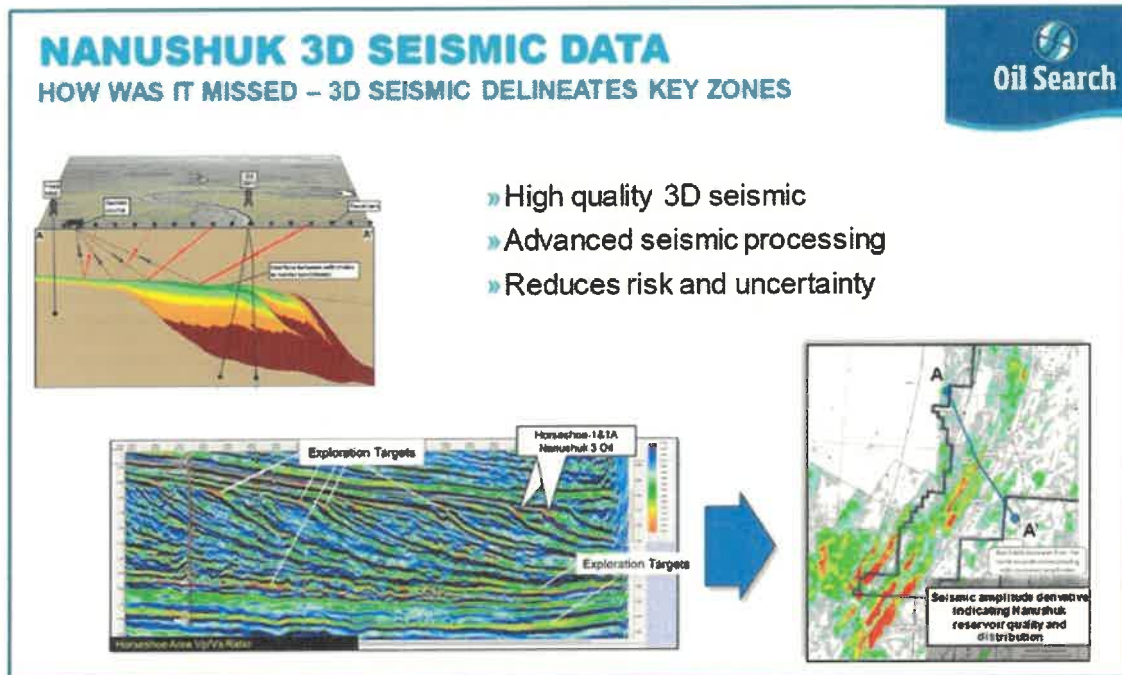 NANUSHUK 3D SEISMIC DATA
HOW WAS IT MISSED – 3D SEISMIC DELINEATES KEY ZONES
Oil Search
» High quality 3D seismic
» Advanced seismic processing
» Reduces risk and uncertainty
A
A'
Exploration Targets
Horseshoe-1&1A
Nanushuk 3 Oil
Exploration Targets
Horseshoe Area Vp/Vs Ratio
A
A'
Seismic amplitude derivative
indicating Nanushuk
reservoir quality and
distribution